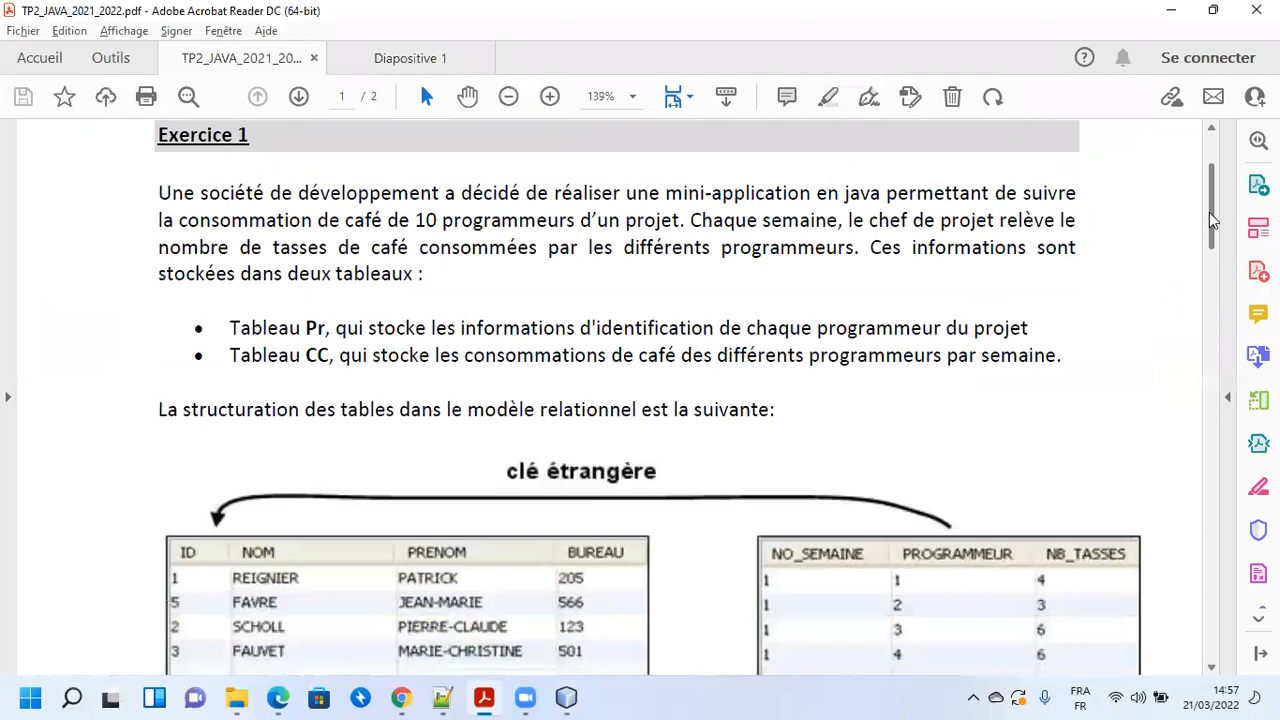 TP2_JAVA_2021_2022.pdf - Adobe Acrobat Reader DC (64-bit)
Fichier Edition Affichage Signer Fenêtre Aide
Accueil Outils TP2_JAVA_2021_20... × Diapositive 1 Se connecter
1 / 2 139%
Exercice 1
Une société de développement a décidé de réaliser une mini-application en java permettant de suivre
la consommation de café de 10 programmeurs d’un projet. Chaque semaine, le chef de projet relève le
nombre de tasses de café consommées par les différents programmeurs. Ces informations sont
stockées dans deux tableaux :
• Tableau Pr, qui stocke les informations d'identification de chaque programmeur du projet
• Tableau CC, qui stocke les consommations de café des différents programmeurs par semaine.
La structuration des tables dans le modèle relationnel est la suivante:
clé étrangère
ID NOM PRENOM BUREAU
1 REIGNIER PATRICK 205
5 FAVRE JEAN-MARIE 566
2 SCHOLL PIERRE-CLAUDE 123
3 FAUVET MARIE-CHRISTINE 501
NO_SEMAINE PROGRAMMEUR NB_TASSES
1 1 4
1 2 3
1 3 6
1 4 6
FRA 14:57
FR 21/03/2022